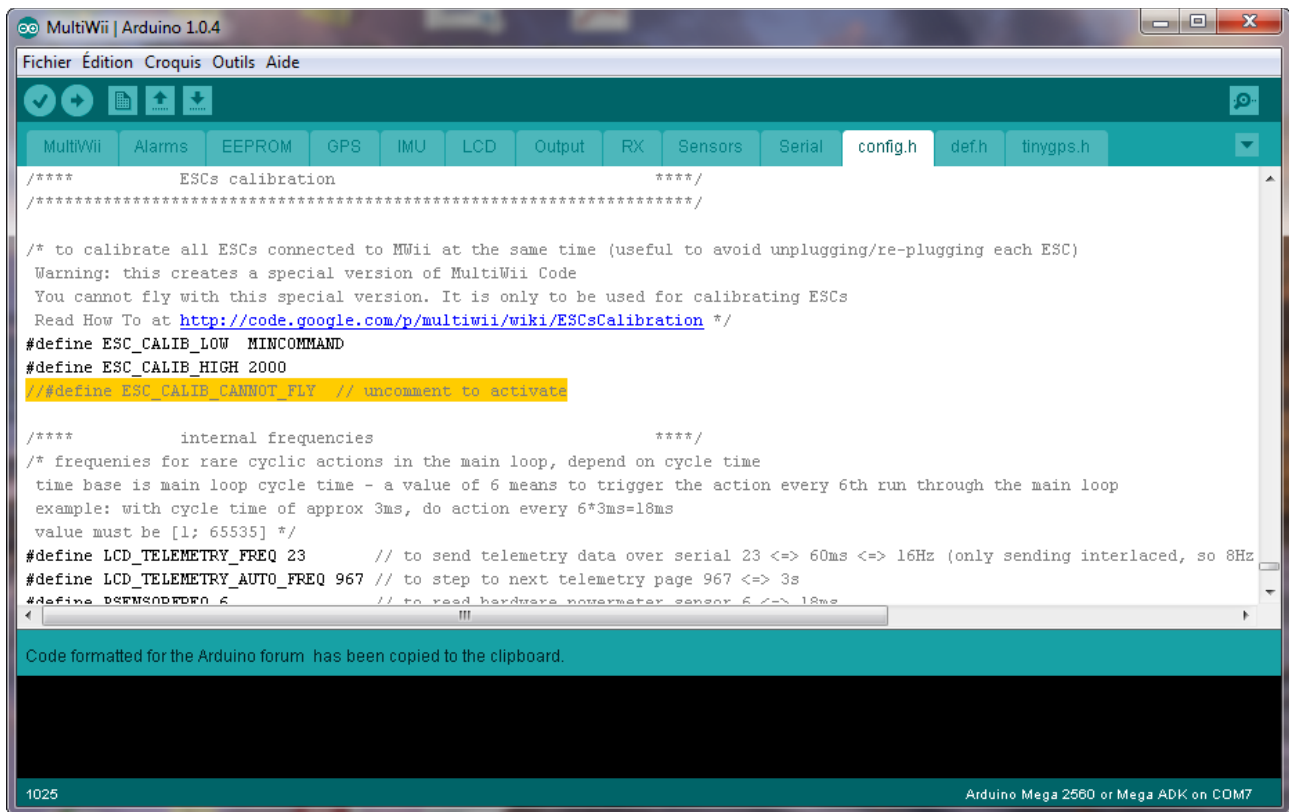 MultiWii | Arduino 1.0.4
Fichier Édition Croquis Outils Aide
MultiWii Alarms EEPROM GPS IMU LCD Output RX Sensors Serial config.h def.h tinygps.h
/**** ESCs calibration ****/
/********************************************************************/
/* to calibrate all ESCs connected to MWii at the same time (useful to avoid unplugging/re-plugging each ESC)
Warning: this creates a special version of MultiWii Code
You cannot fly with this special version. It is only to be used for calibrating ESCs
Read How To at http://code.google.com/p/multiwii/wiki/ESCsCalibration */
#define ESC_CALIB_LOW MINCOMMAND
#define ESC_CALIB_HIGH 2000
//#define ESC_CALIB_CANNOT_FLY // uncomment to activate
/**** internal frequencies ****/
/* frequenies for rare cyclic actions in the main loop, depend on cycle time
time base is main loop cycle time - a value of 6 means to trigger the action every 6th run through the main loop
example: with cycle time of approx 3ms, do action every 6*3ms=18ms
value must be [1; 65535] */
#define LCD_TELEMETRY_FREQ 23 // to send telemetry data over serial 23 <=> 60ms <=> 16Hz (only sending interlaced, so 8Hz
#define LCD_TELEMETRY_AUTO_FREQ 967 // to step to next telemetry page 967 <=> 3s
#define PSENSORFREQ 6 // to read hardware powermeter sensor 6 <=> 18ms
Code formatted for the Arduino forum has been copied to the clipboard.
1025 Arduino Mega 2560 or Mega ADK on COM7